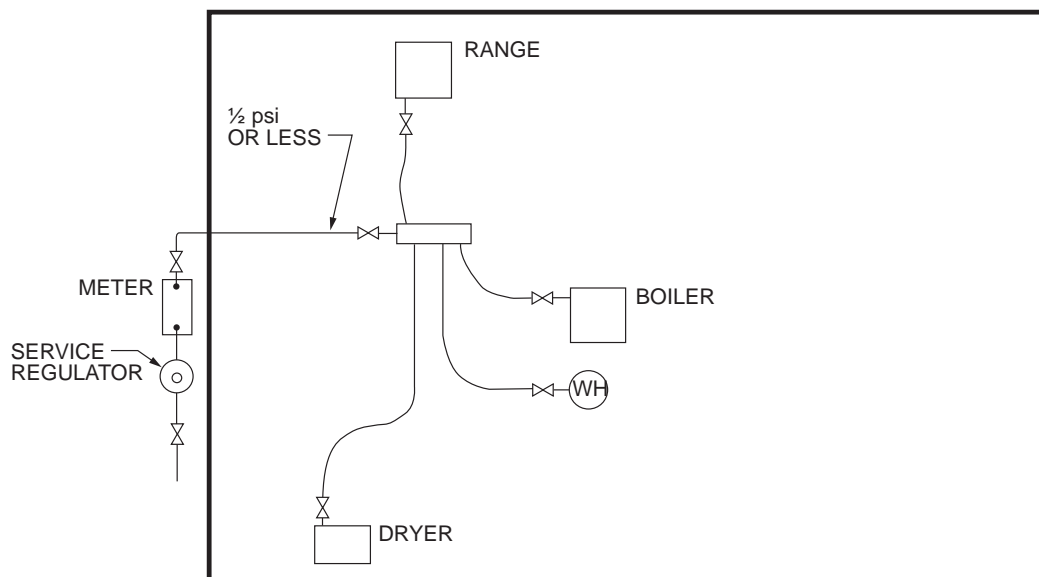 RANGE
½ psi
OR LESS
METER
BOILER
SERVICE
REGULATOR
WH
DRYER